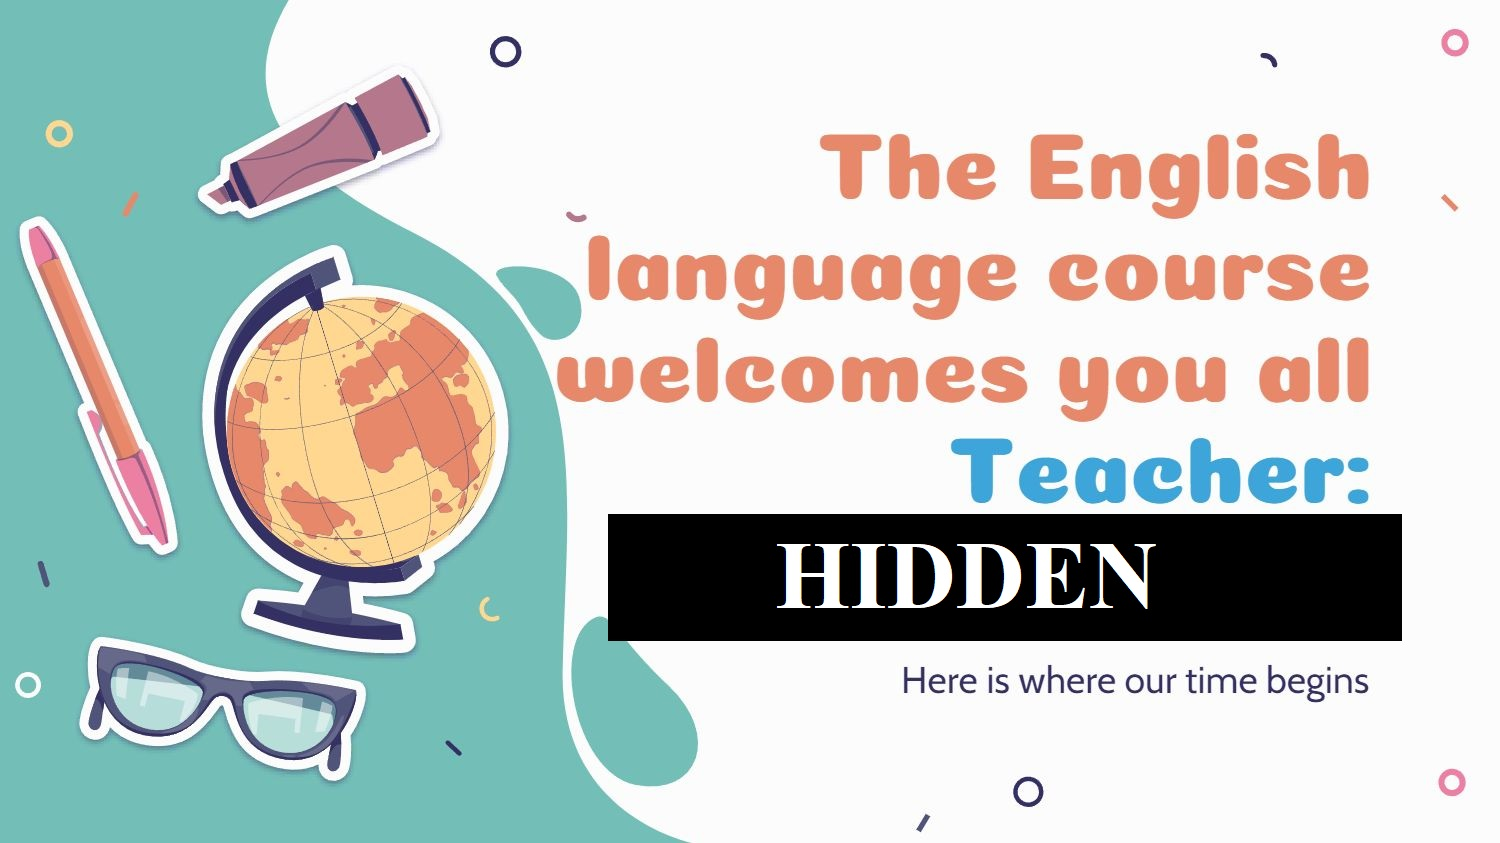 The English
language course
welcomes you all
Teacher:
HIDDEN
Here is where our time begins